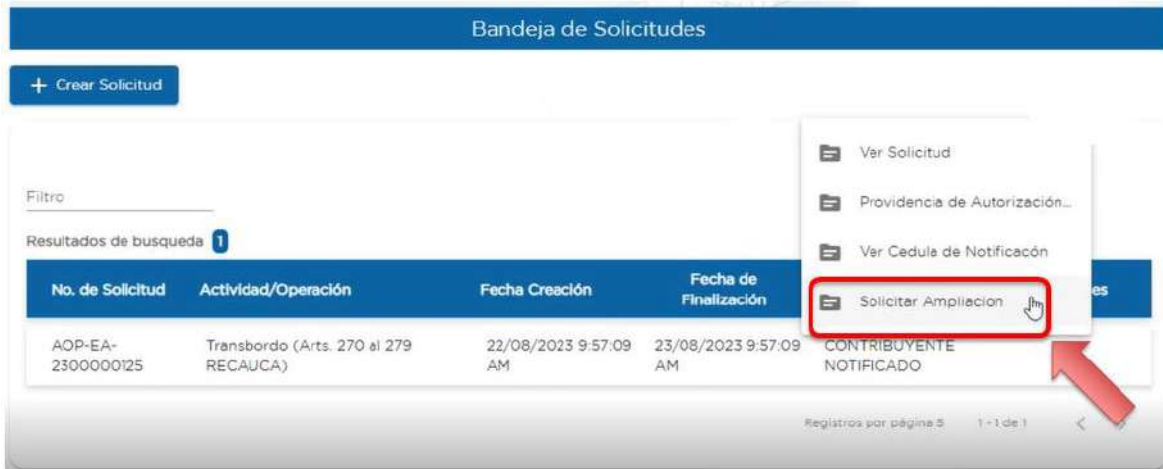 Bandeja de Solicitudes
+ Crear Solicitud
Ver Solicitud
Providencia de Autorización...
Ver Cedula de Notificacón
Solicitar Ampliacion
Filtro
Resultados de busqueda 1
No. de Solicitud Actividad/Operación Fecha Creación Fecha de Finalización es
AOP-EA-2300000125 Transbordo (Arts. 270 al 279 RECAUCA) 22/08/2023 9:57:09 AM 23/08/2023 9:57:09 AM CONTRIBUYENTE NOTIFICADO
Registros por página 5 1 - 1 de 1